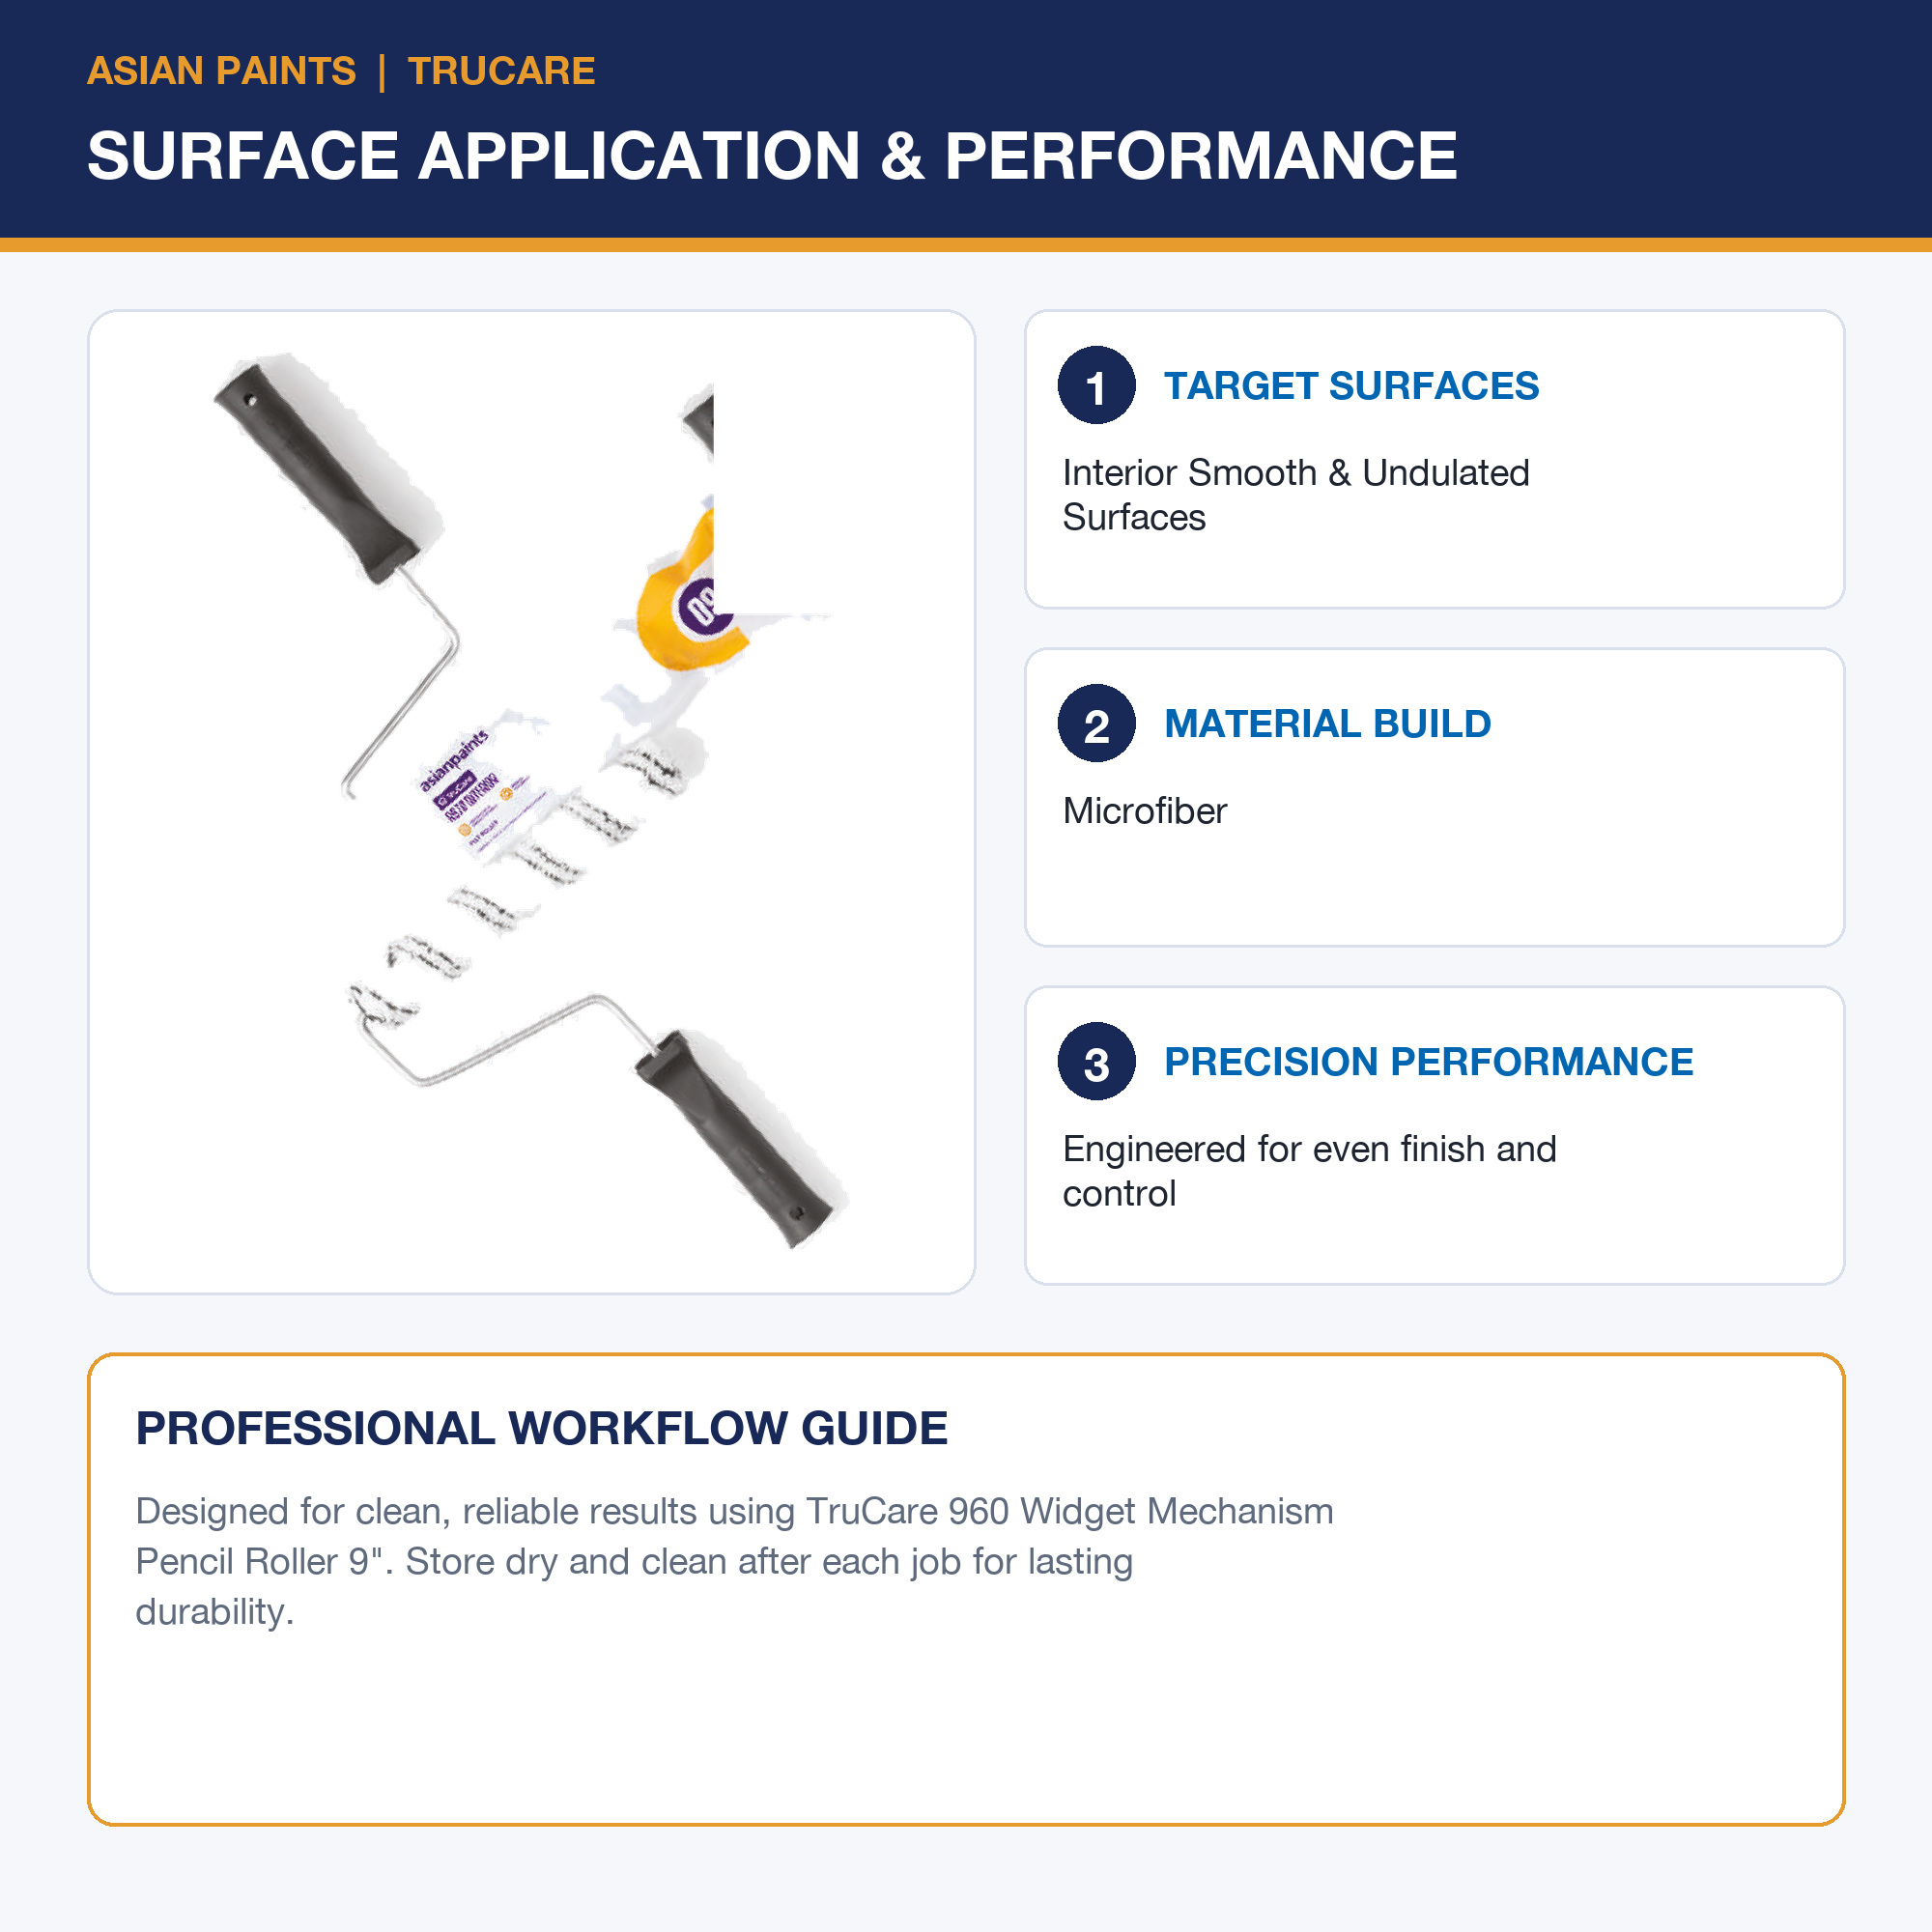 ASIAN PAINTS | TRUCARE
SURFACE APPLICATION & PERFORMANCE
asianpaints
1 TARGET SURFACES
Interior Smooth & Undulated
Surfaces
2 MATERIAL BUILD
Microfiber
3 PRECISION PERFORMANCE
Engineered for even finish and
control
PROFESSIONAL WORKFLOW GUIDE
Designed for clean, reliable results using TruCare 960 Widget Mechanism
Pencil Roller 9". Store dry and clean after each job for lasting
durability.